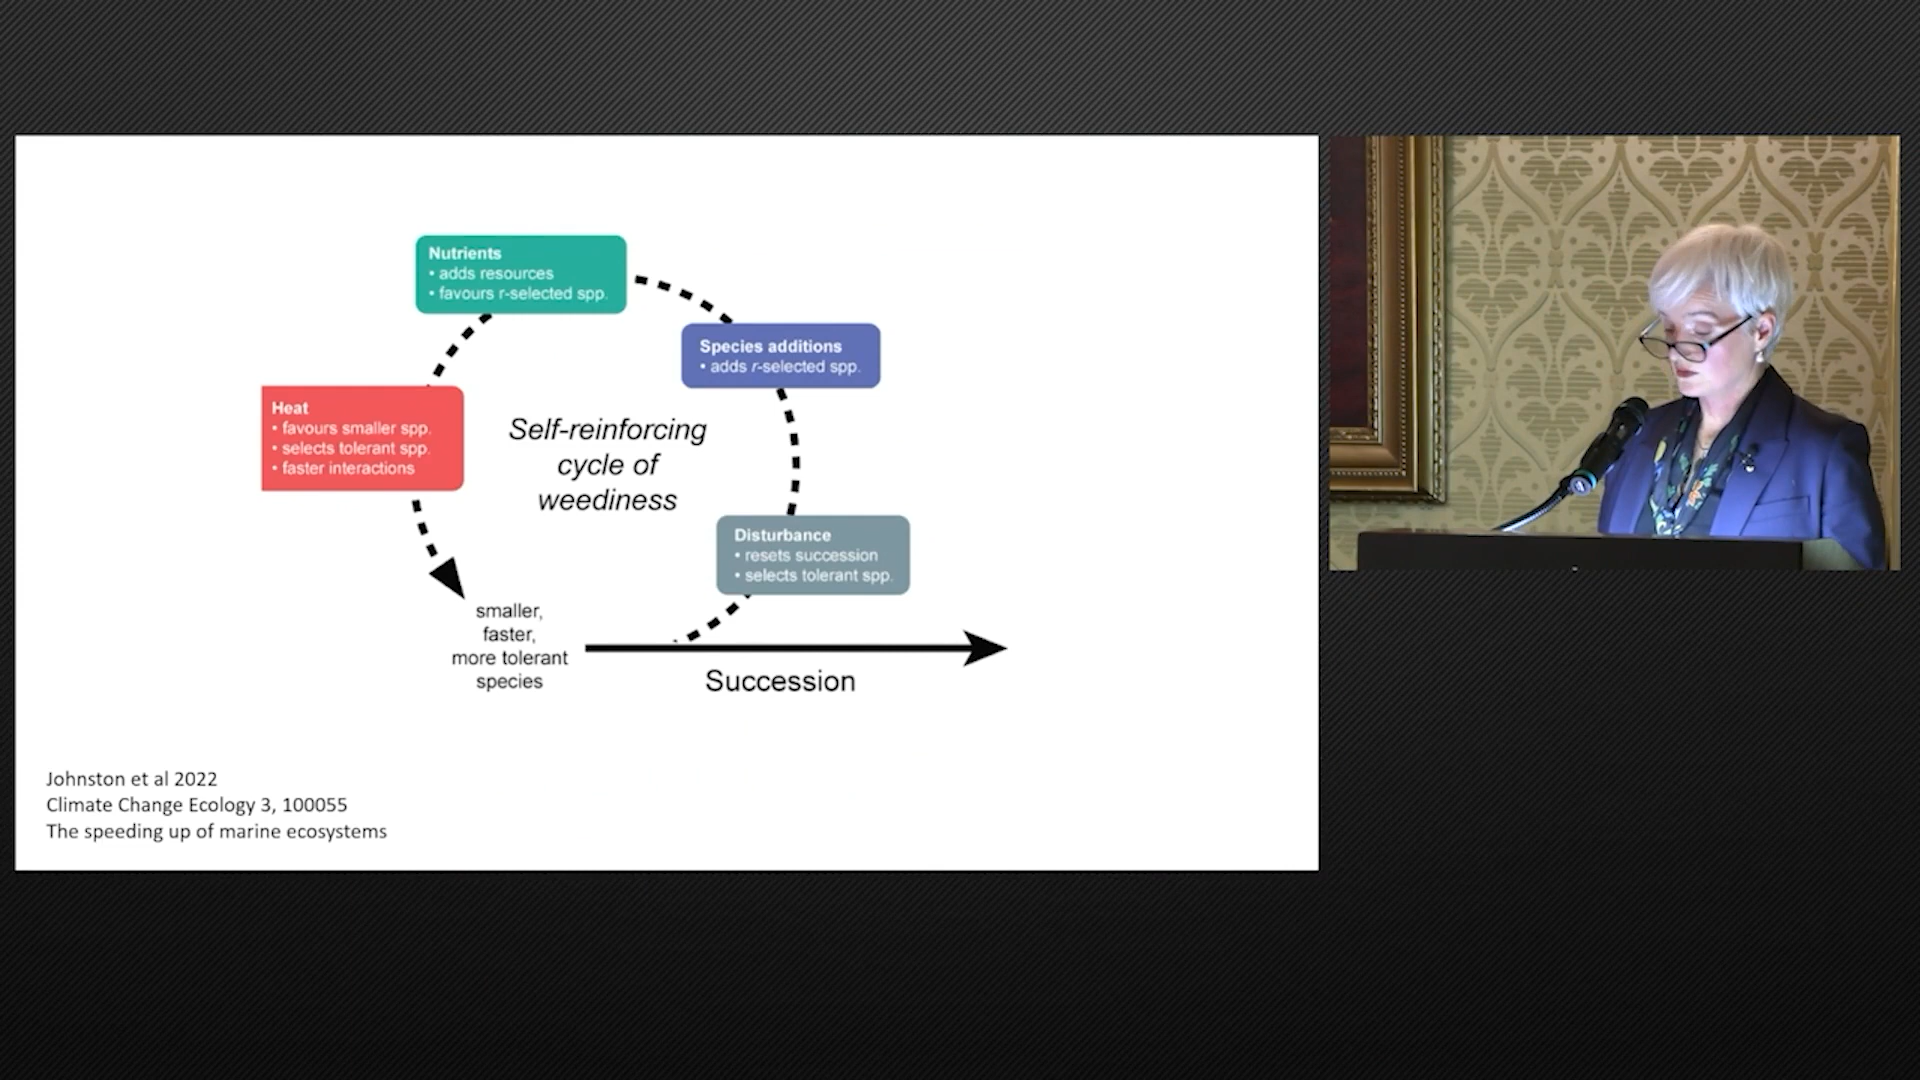 Nutrients
• adds resources
• favours r-selected spp.
Species additions
• adds r-selected spp.
Heat
• favours smaller spp.
• selects tolerant spp.
• faster interactions
Self-reinforcing
cycle of
weediness
Disturbance
• resets succession
• selects tolerant spp.
smaller,
faster,
more tolerant
species
Succession
Johnston et al 2022
Climate Change Ecology 3, 100055
The speeding up of marine ecosystems